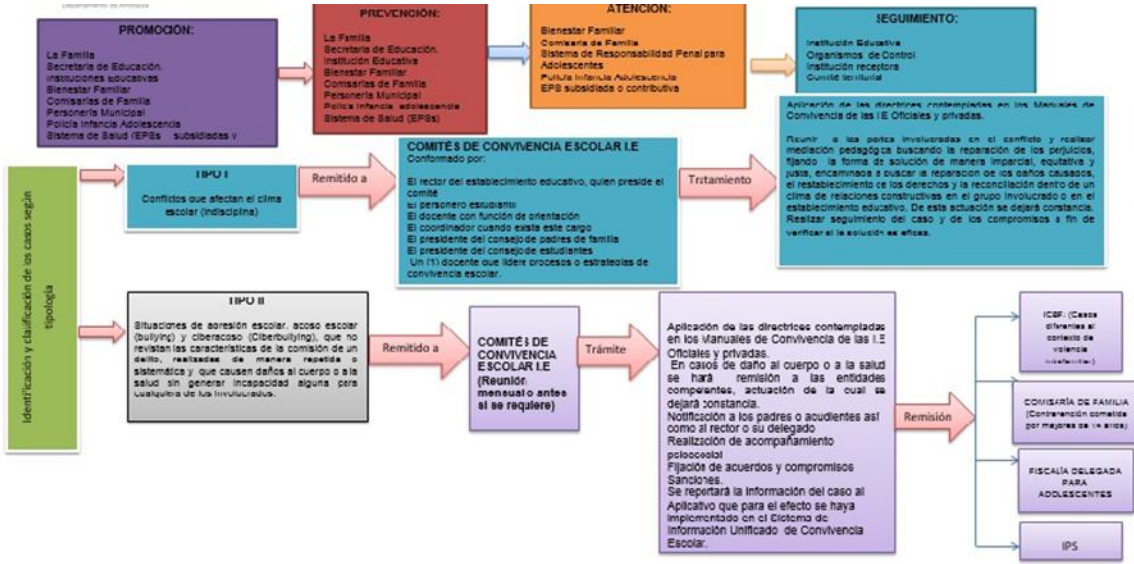 Departamento de Antioquia
PROMOCIÓN:
La Familia
Secretaria de Educación.
Instituciones Educativas
Bienestar Familiar
Comisarías de Familia
Personería Municipal
Policía Infancia Adolescencia
Sistema de Salud (EPSs subsidiadas y
PREVENCIÓN:
La Familia
Secretaria de Educación.
Institución Educativa
Bienestar Familiar
Comisarías de Familia
Personería Municipal
Policía Infancia adolescencia
Sistema de Salud (EPSs)
ATENCIÓN:
Bienestar Familiar
Comisaría de Familia
Sistema de Responsabilidad Penal para
Adolescentes
Policía Infancia Adolescencia
EPS subsidiada o contributiva
SEGUIMIENTO:
Institución Educativa
Organismos de Control
Institución receptora
Comité territorial
Identificación y clasificación de los casos según
tipología
TIPO I
Conflictos que afectan el clima
escolar (indisciplina)
Remitido a
COMITÉS DE CONVIVENCIA ESCOLAR I.E
Conformado por:
El rector del establecimiento educativo, quien preside el
comité
El personero estudiantil
El docente con función de orientación
El coordinador cuando exista este cargo
El presidente del consejo de padres de familia
El presidente del consejo de estudiantes
Un (1) docente que lidere procesos o estrategias de
convivencia escolar.
Tratamiento
Aplicación de las directrices contempladas en los Manuales de
Convivencia de las IE Oficiales y privadas.
Reunir a las partes involucradas en el conflicto y realizar
mediación pedagógica buscando la reparación de los perjuicios,
fijando la forma de solución de manera imparcial, equitativa y
justa, encaminada a buscar la reparación de los daños causados,
el restablecimiento de los derechos y la reconciliación dentro de un
clima de relaciones constructivas en el grupo involucrado o en el
establecimiento educativo. De esta actuación se dejará constancia.
Realizar seguimiento del caso y de los compromisos a fin de
verificar si la solución es eficaz.
TIPO II
Situaciones de agresión escolar, acoso escolar
(bullying) y ciberacoso (Ciberbullying), que no
revistan las características de la comisión de un
delito, realizadas de manera repetida o
sistemática y que causen daños al cuerpo o a la
salud sin generar incapacidad alguna para
cualquiera de los involucrados.
Remitido a
COMITÉS DE
CONVIVENCIA
ESCOLAR I.E
(Reunión
mensual o antes
si se requiere)
Trámite
Aplicación de las directrices contempladas
en los Manuales de Convivencia de las I.E
Oficiales y privadas.
En casos de daño al cuerpo o a la salud
se hará remisión a las entidades
competentes, actuación de la cual se
dejará constancia.
Notificación a los padres o acudientes así
como al rector o su delegado
Realización de acompañamiento
psicosocial
Fijación de acuerdos y compromisos
Sanciones.
Se reportará la información del caso al
Aplicativo que para el efecto se haya
implementado en el Sistema de
Información Unificado de Convivencia
Escolar.
Remisión
ICBF: (Casos
diferentes al
contexto de
violencia
intrafamiliar)
COMISARÍA DE FAMILIA
(Contravención cometida
por mayores de 14 años)
FISCALÍA DELEGADA
PARA
ADOLESCENTES
IPS